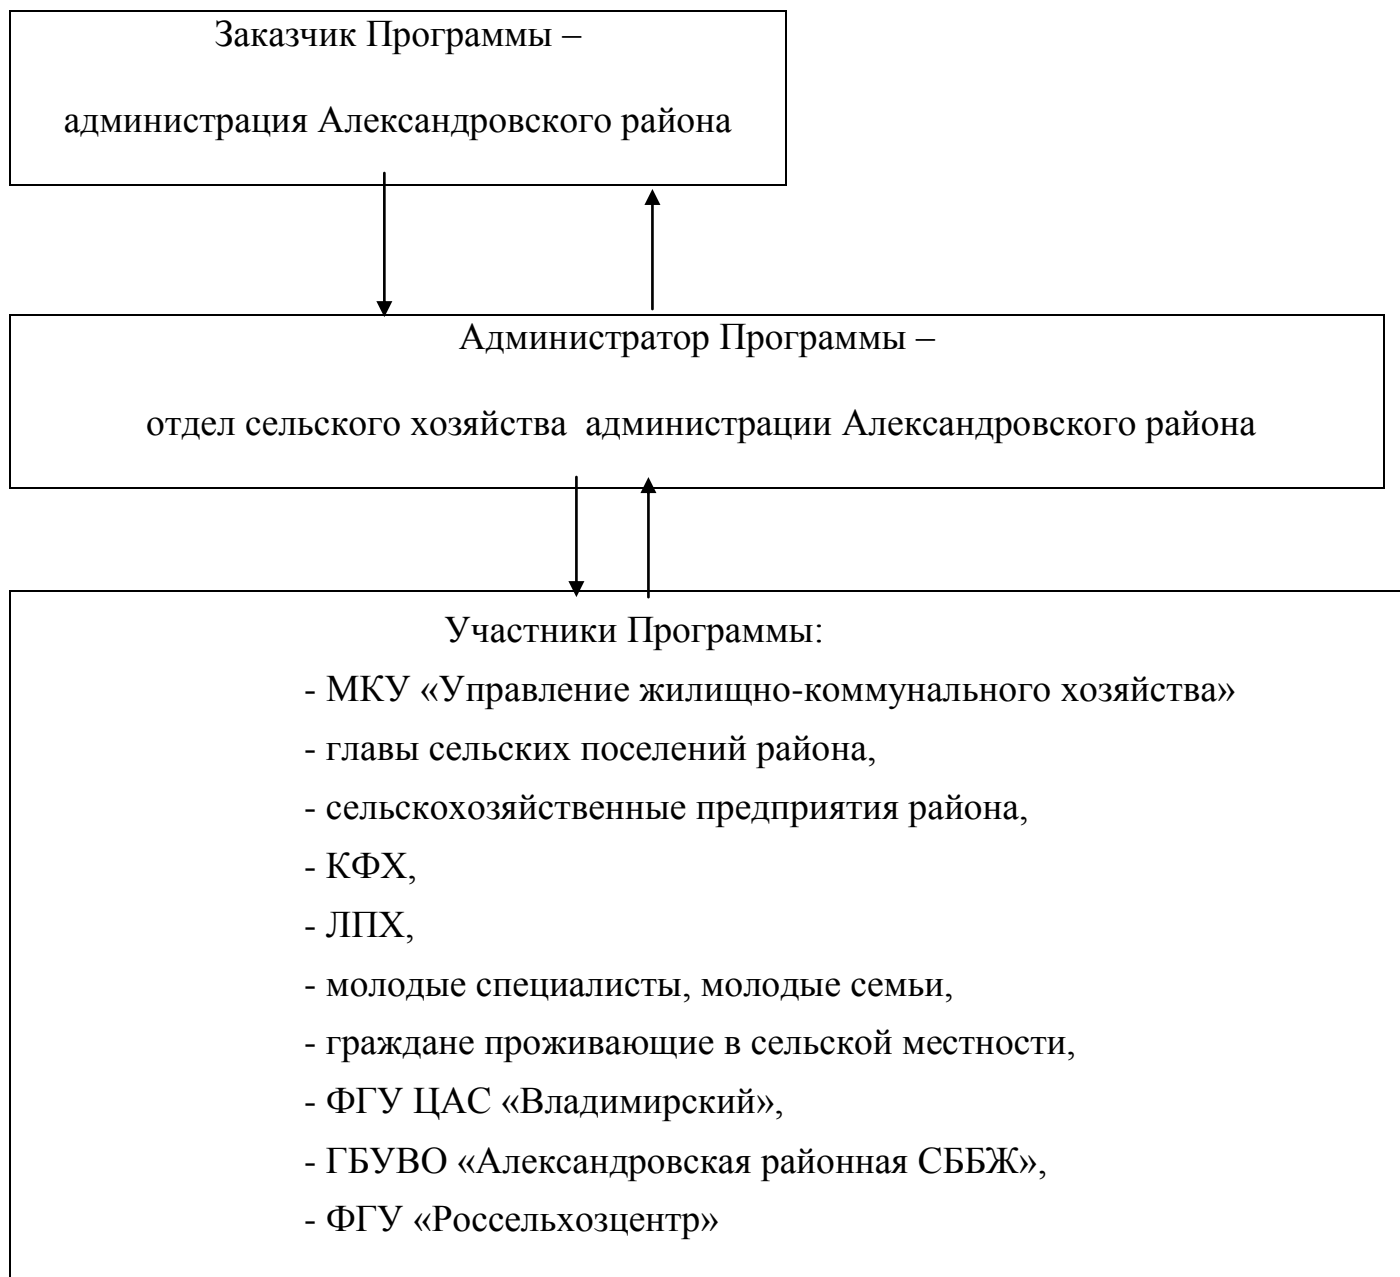 Заказчик Программы –
администрация Александровского района
Администратор Программы –
отдел сельского хозяйства  администрации Александровского района
Участники Программы:
- МКУ «Управление жилищно-коммунального хозяйства»
- главы сельских поселений района,
- сельскохозяйственные предприятия района,
- КФХ,
- ЛПХ,
- молодые специалисты, молодые семьи,
- граждане проживающие в сельской местности,
- ФГУ ЦАС «Владимирский»,
- ГБУВО «Александровская районная СББЖ»,
- ФГУ «Россельхозцентр»